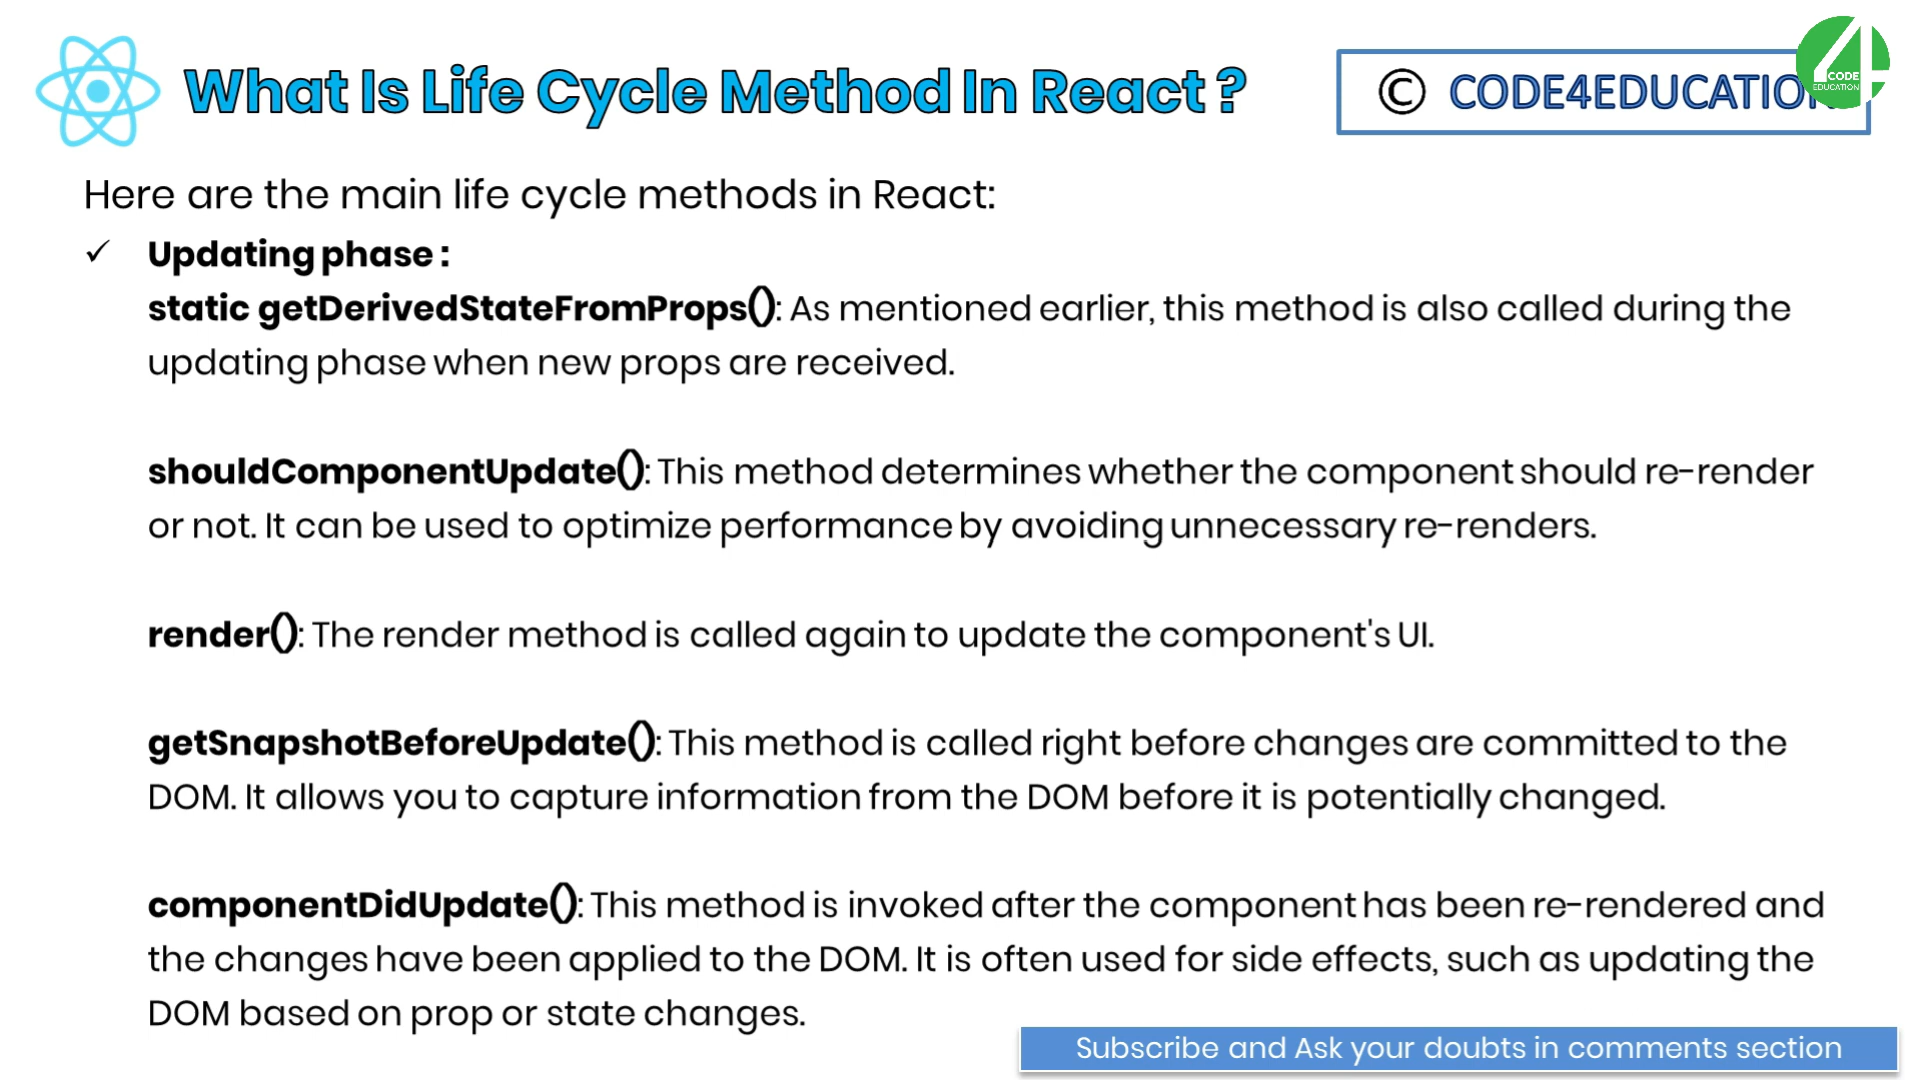 What Is Life Cycle Method In React ?
© CODE4EDUCATION
4
CODE
EDUCATION
Here are the main life cycle methods in React:
✓ Updating phase :
static getDerivedStateFromProps(): As mentioned earlier, this method is also called during the
updating phase when new props are received.
shouldComponentUpdate(): This method determines whether the component should re-render
or not. It can be used to optimize performance by avoiding unnecessary re-renders.
render(): The render method is called again to update the component's UI.
getSnapshotBeforeUpdate(): This method is called right before changes are committed to the
DOM. It allows you to capture information from the DOM before it is potentially changed.
componentDidUpdate(): This method is invoked after the component has been re-rendered and
the changes have been applied to the DOM. It is often used for side effects, such as updating the
DOM based on prop or state changes.
Subscribe and Ask your doubts in comments section